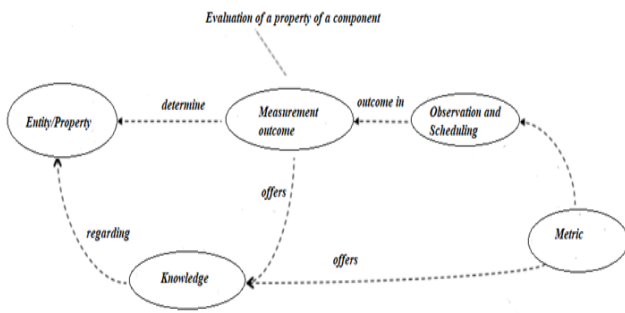 Evaluation of a property of a component
Entity/Property
determine
Measurement
outcome
outcome in
Observation and
Scheduling
offers
regarding
Metric
offers
Knowledge